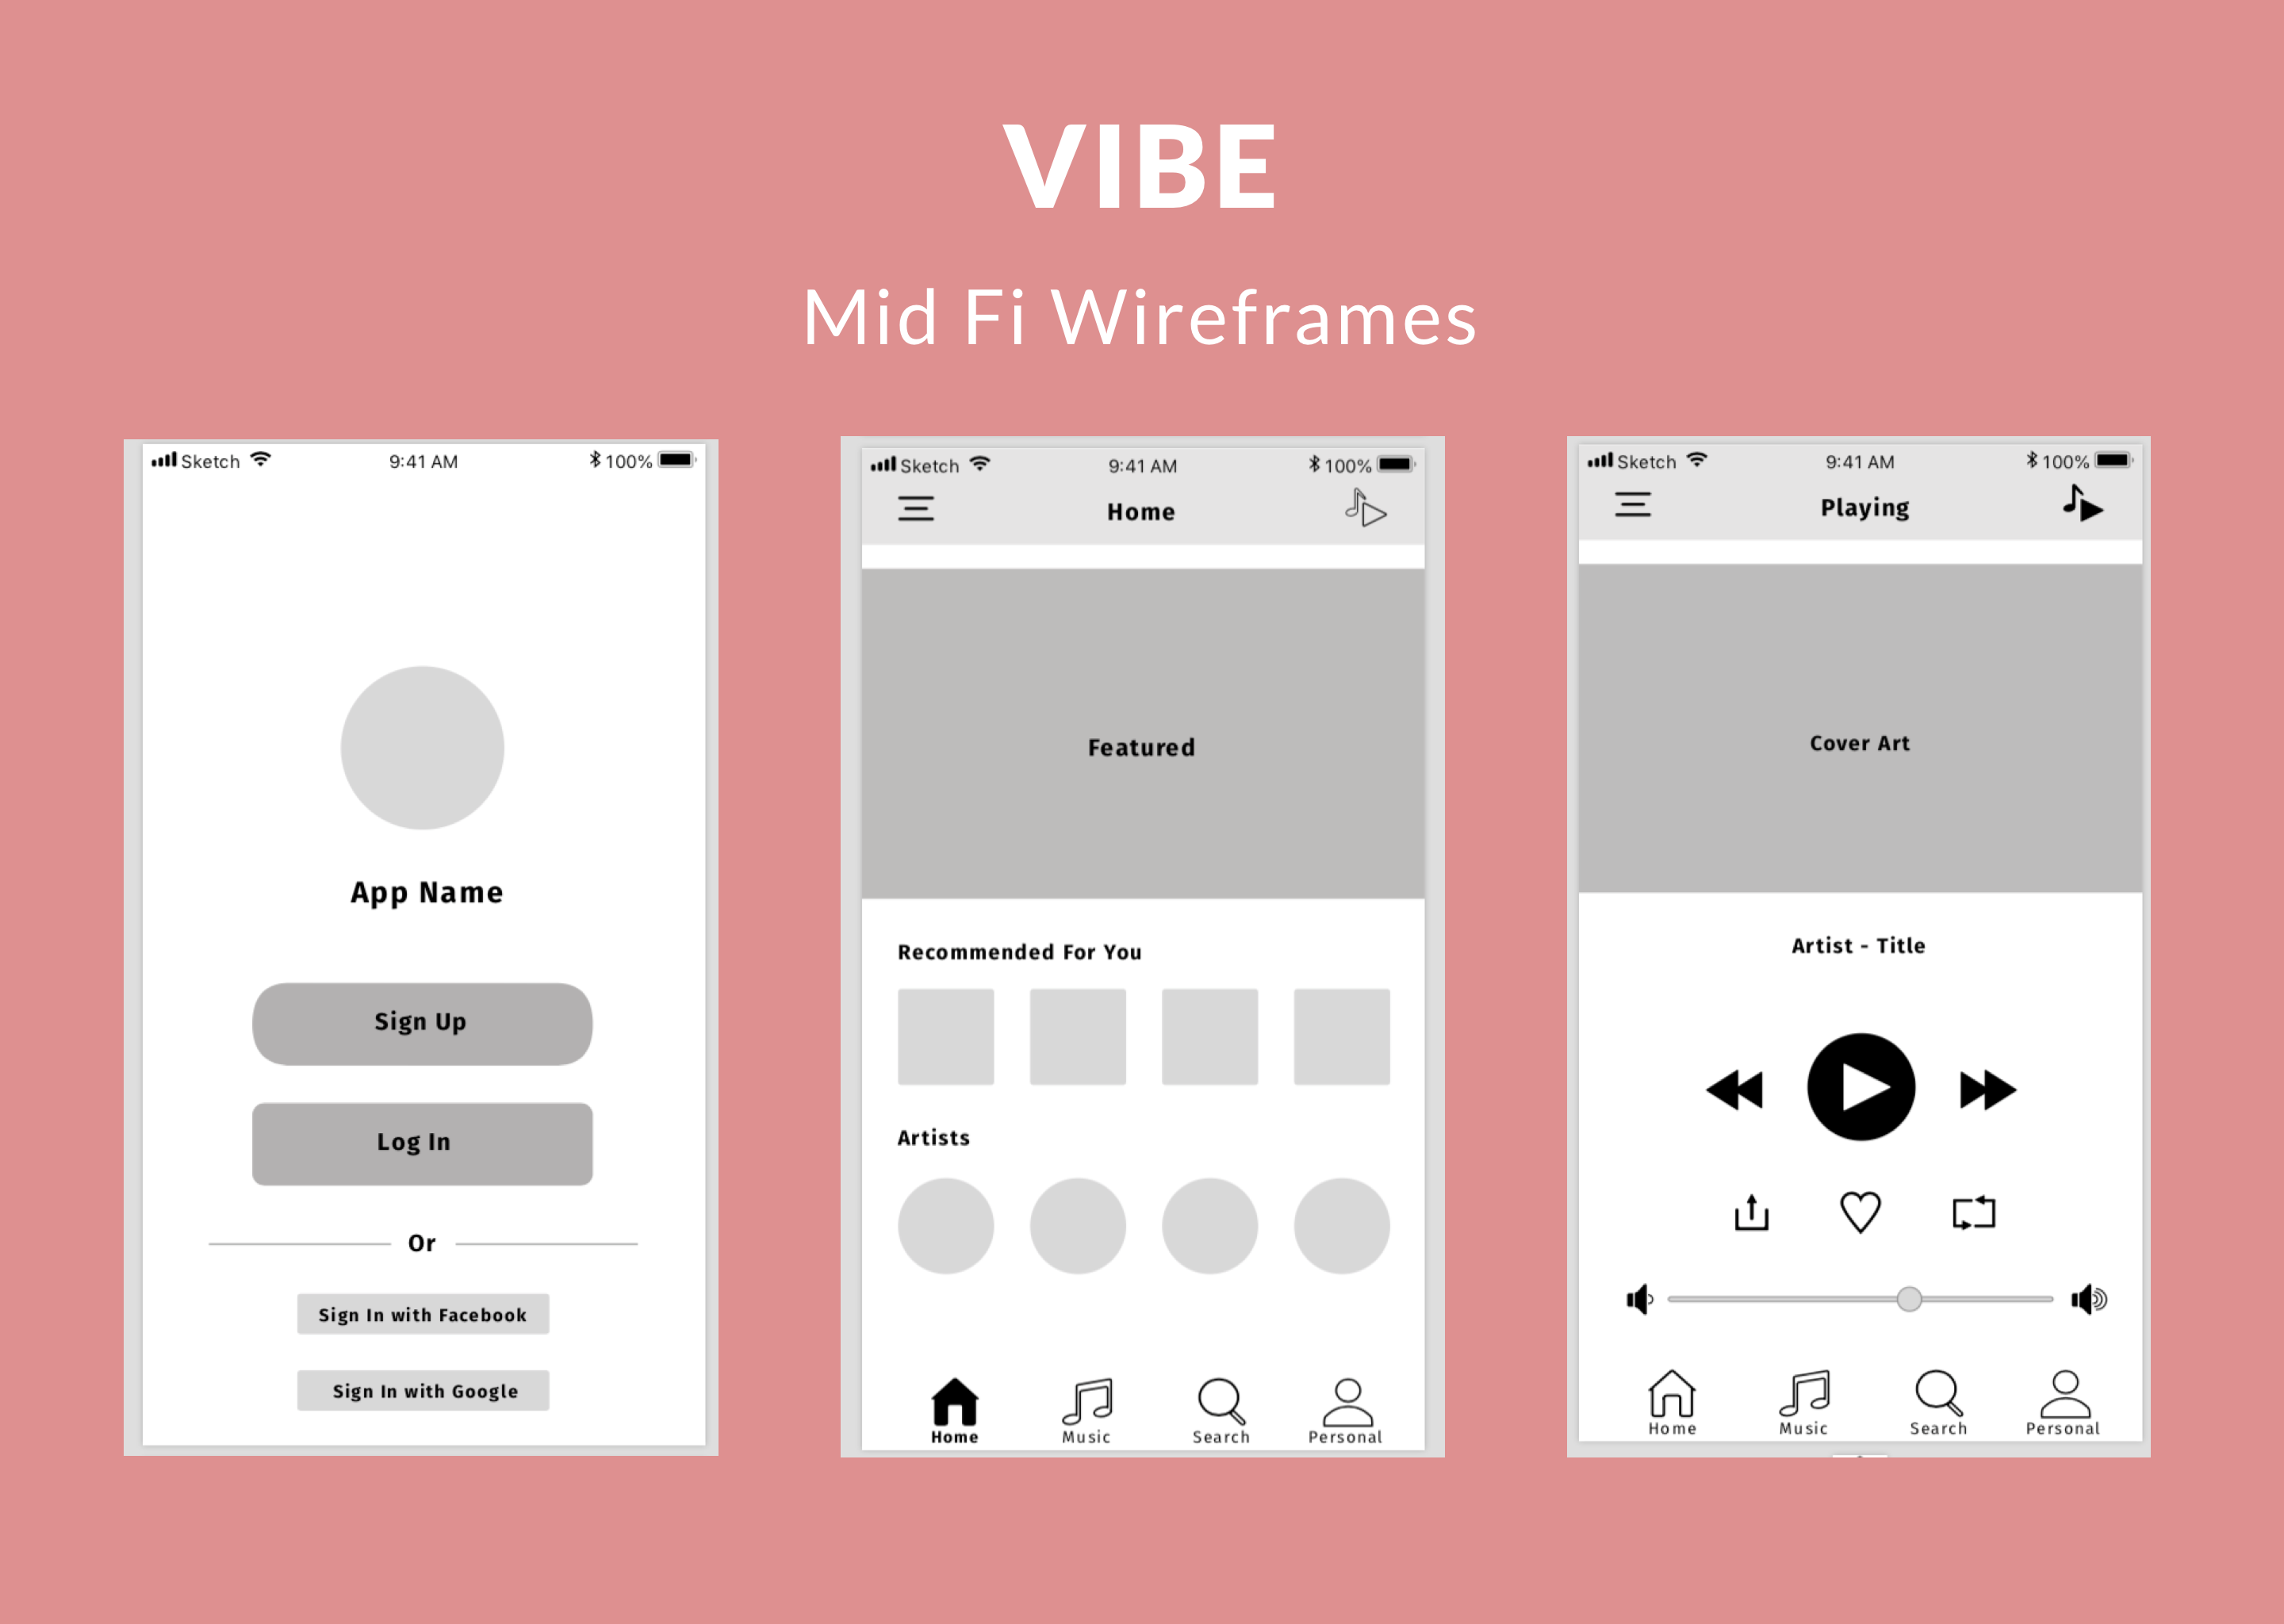 VIBE
Mid Fi Wireframes
Sketch 9:41 AM 100%
App Name
Sign Up
Log In
Or
Sign In with Facebook
Sign In with Google
Sketch 9:41 AM 100%
Home
Featured
Recommended For You
Artists
Home Music Search Personal
Sketch 9:41 AM 100%
Playing
Cover Art
Artist - Title
Home Music Search Personal